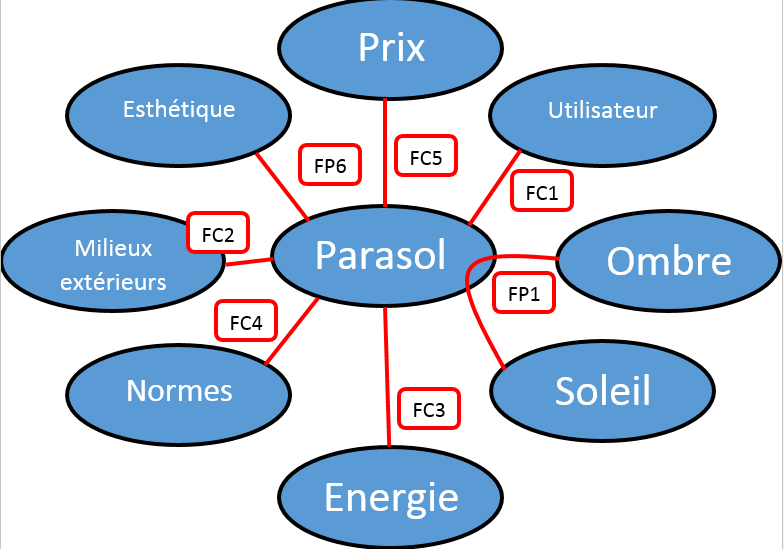 Prix
Esthétique
Utilisateur
FP6
FC5
FC1
FC2
Milieux
extérieurs
Parasol
Ombre
FP1
FC4
Normes
Soleil
FC3
Energie